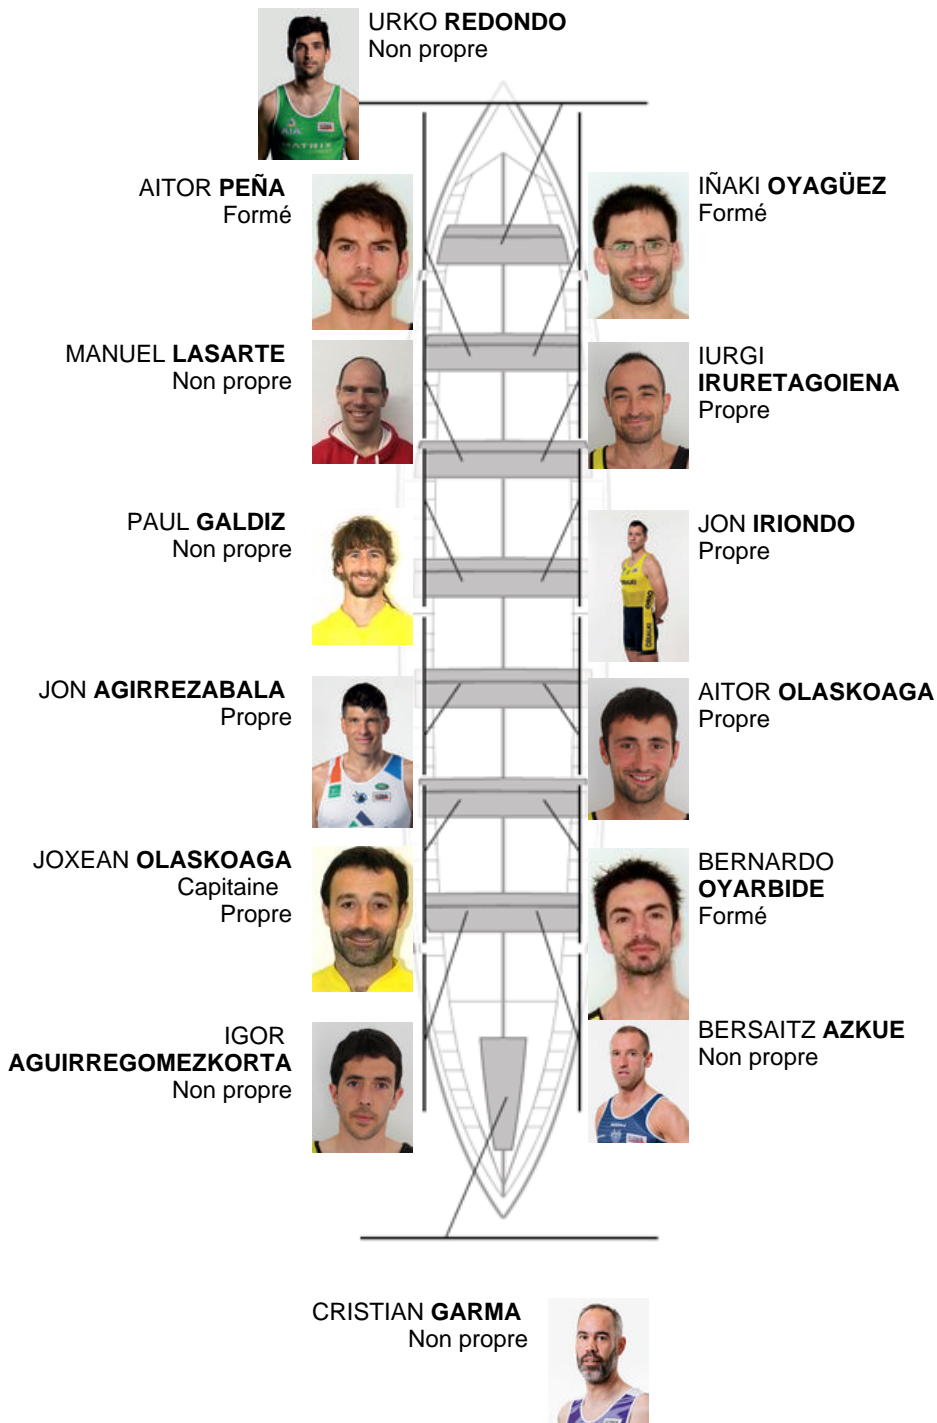 URKO REDONDO
Non propre
AITOR PEÑA
Formé
IÑAKI OYAGÜEZ
Formé
MANUEL LASARTE
Non propre
IURGI
IRURETAGOIENA
Propre
PAUL GALDIZ
Non propre
JON IRIONDO
Propre
JON AGIRREZABALA
Propre
AITOR OLASKOAGA
Propre
JOXEAN OLASKOAGA
Capitaine
Propre
BERNARDO
OYARBIDE
Formé
IGOR
AGUIRREGOMEZKORTA
Non propre
BERSAITZ AZKUE
Non propre
CRISTIAN GARMA
Non propre
MATRIX